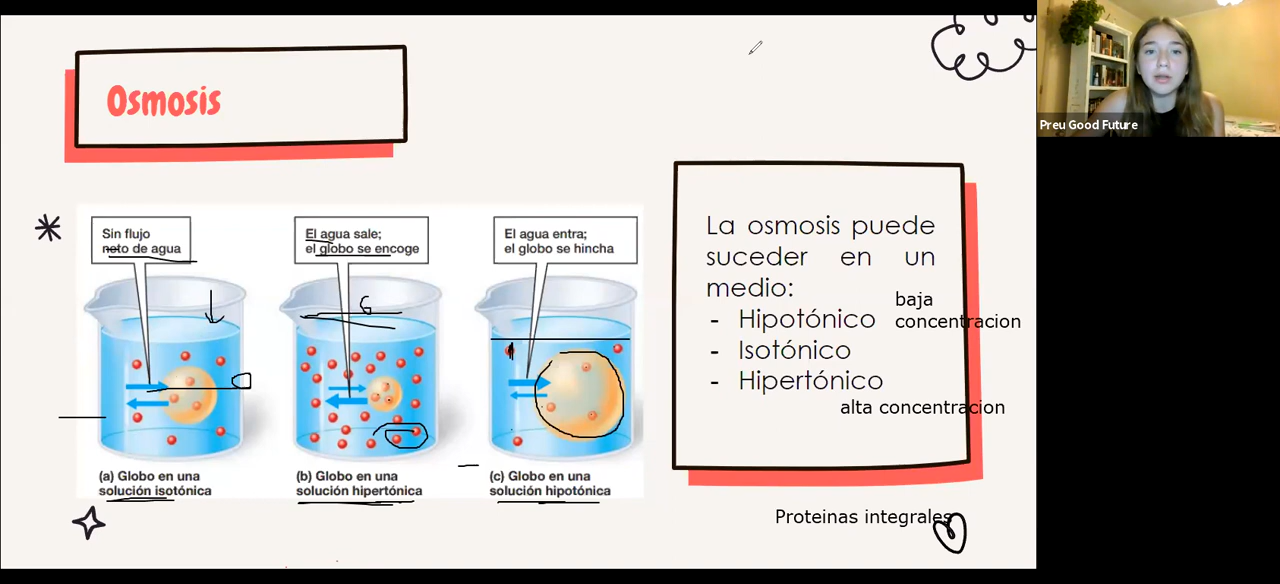 Osmosis
Sin flujo
neto de agua
El agua sale;
el globo se encoge
El agua entra;
el globo se hincha
(a) Globo en una
solución isotónica
(b) Globo en una
solución hipertónica
(c) Globo en una
solución hipotónica
La osmosis puede
suceder en un
medio:
- Hipotónico
baja
concentracion
- Isotónico
- Hipertónico
alta concentracion
Proteinas integrales
Preu Good Future